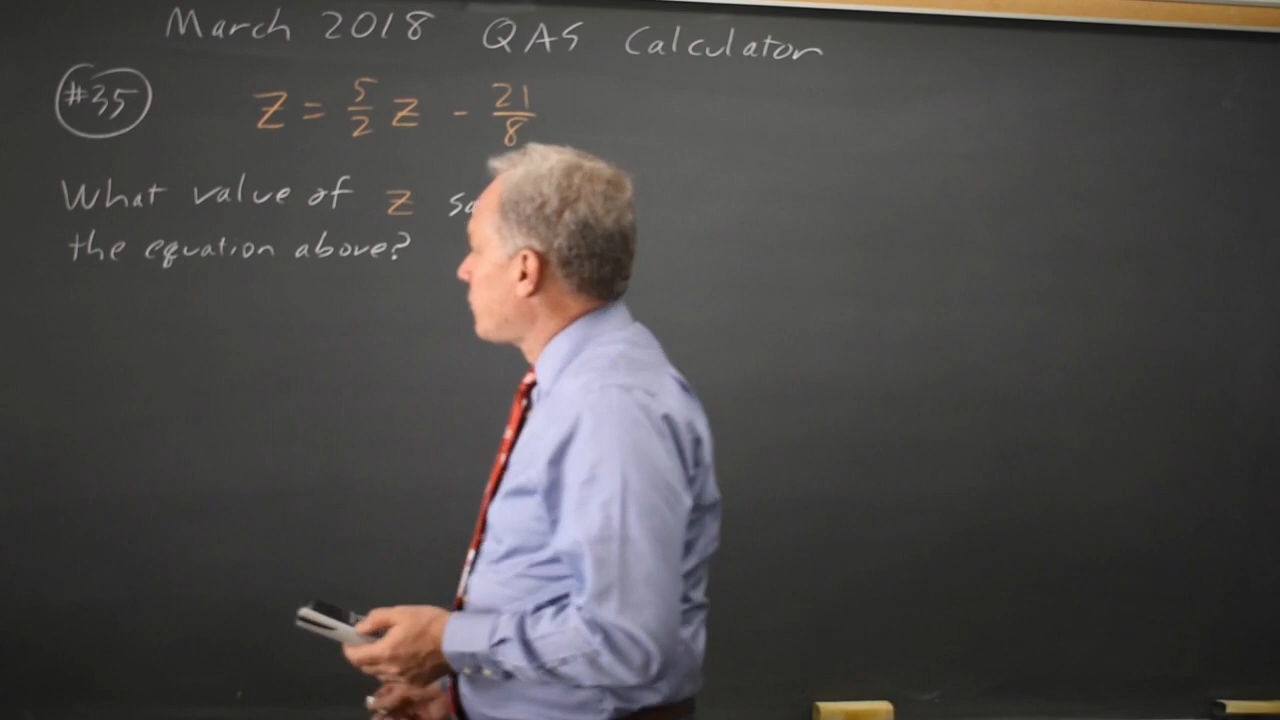 March 2018 QAS Calculator
#35 Z = 5/2 Z - 21/8
What value of Z
the equation above?